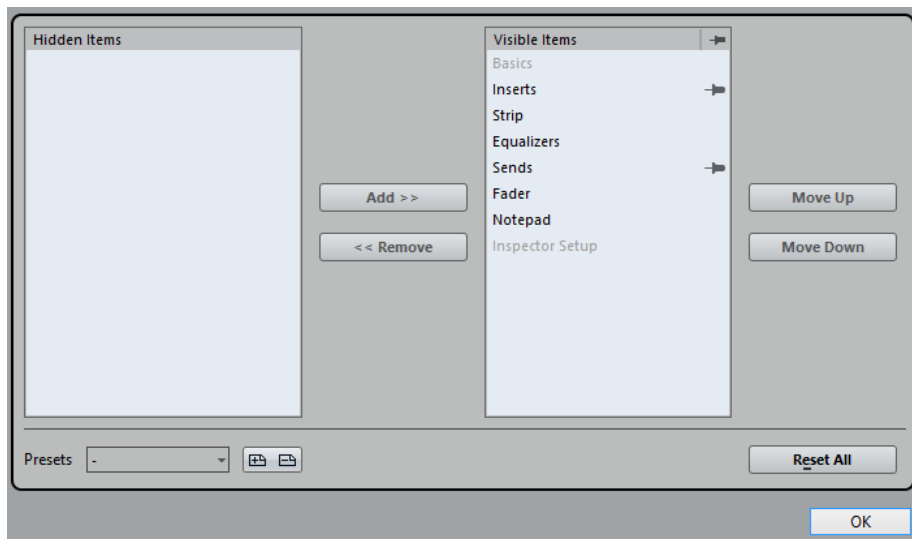 Hidden Items
Visible Items
Basics
Inserts
Strip
Equalizers
Sends
Fader
Notepad
Inspector Setup
Add >>
<< Remove
Move Up
Move Down
Presets
-
Reset All
OK